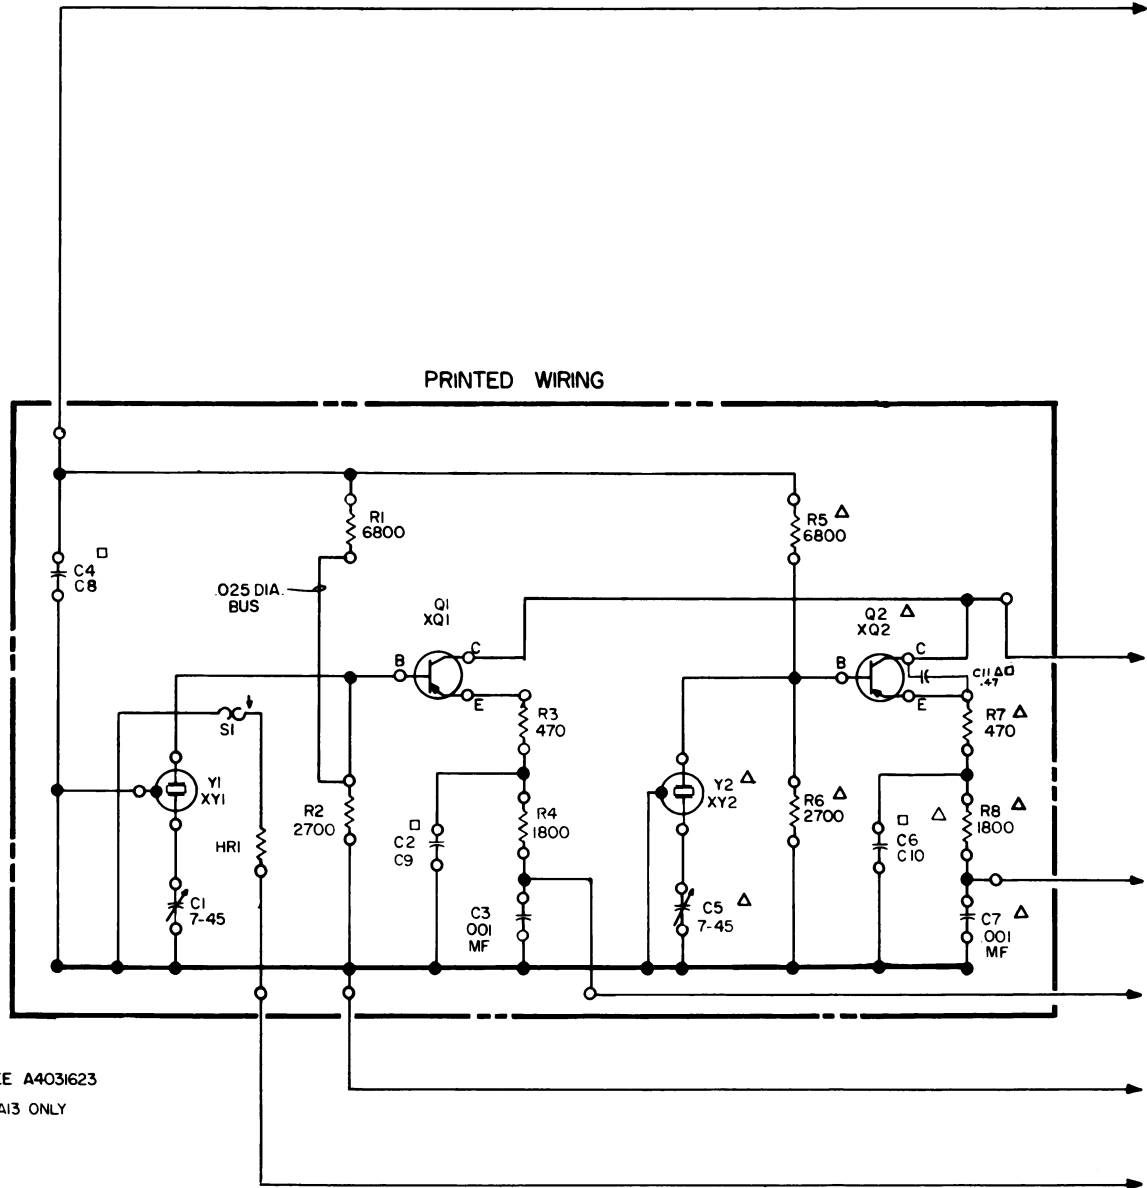 PRINTED WIRING
R1
6800
R5 △
6800
C4 □
C8
.025 DIA.
BUS
Q1
XQ1
Q2 △
XQ2
B
C
E
B
C
E
C11 △ □
.47
S1
R3
470
R7 △
470
Y1
XY1
Y2 △
XY2
R2
2700
R6 △
2700
HR1
R4
1800
R8 △
1800
□
C2
C9
□ △
C6
C10
C1
7-45
C3
001
MF
C5 △
7-45
C7 △
.001
MF
EE A4031623
A13 ONLY